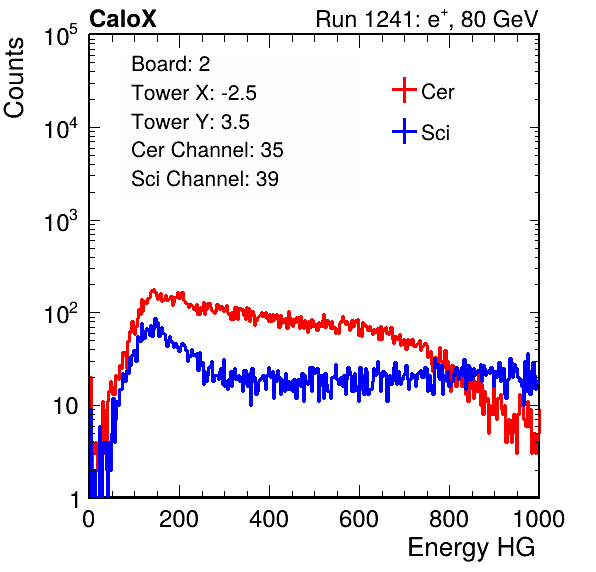 CaloX Run 1241: e+, 80 GeV
Counts
Board: 2
Tower X: -2.5
Tower Y: 3.5
Cer Channel: 35
Sci Channel: 39
Cer
Sci
10^5
10^4
10^3
10^2
10
1
0 200 400 600 800 1000
Energy HG